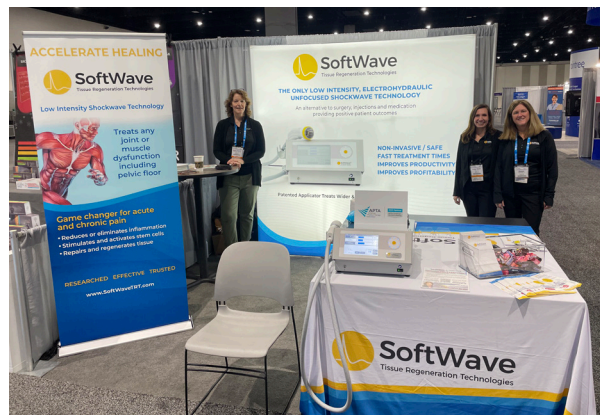 ACCELERATE HEALING
SoftWave
Tissue Regeneration Technologies
Low Intensity Shockwave Technology
Treats any
joint or
muscle
dysfunction
including
pelvic floor
Game changer for acute
and chronic pain
• Reduces or eliminates inflammation
• Stimulates and activates stem cells
• Repairs and regenerates tissue
RESEARCHED EFFECTIVE TRUSTED
www.SoftWaveTRT.com
SoftWave
Tissue Regeneration Technologies
THE ONLY LOW INTENSITY, ELECTROHYDRAULIC
UNFOCUSED SHOCKWAVE TECHNOLOGY
An alternative to surgery, injections and medication
providing positive patient outcomes
NON-INVASIVE / SAFE
FAST TREATMENT TIMES
IMPROVES PRODUCTIVITY
IMPROVES PROFITABILITY
Patented Applicator Treats Wider
APTA
SoftWave
Tissue Regeneration Technologies